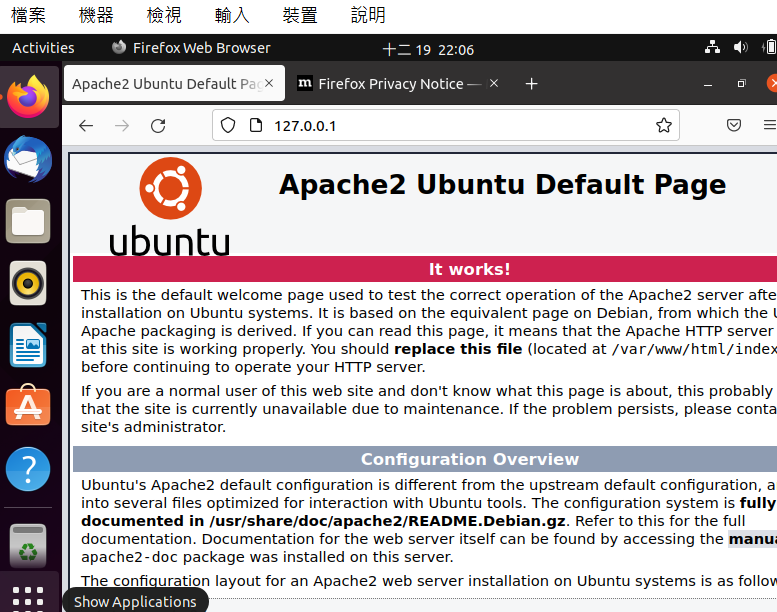 檔案 機器 檢視 輸入 裝置 說明
Activities Firefox Web Browser 十二 19 22:06
Apache2 Ubuntu Default Pag × m Firefox Privacy Notice — × +
127.0.0.1
ubuntu
Apache2 Ubuntu Default Page
It works!
This is the default welcome page used to test the correct operation of the Apache2 server afte
installation on Ubuntu systems. It is based on the equivalent page on Debian, from which the U
Apache packaging is derived. If you can read this page, it means that the Apache HTTP server
at this site is working properly. You should replace this file (located at /var/www/html/index
before continuing to operate your HTTP server.
If you are a normal user of this web site and don't know what this page is about, this probably
that the site is currently unavailable due to maintenance. If the problem persists, please conta
site's administrator.
Configuration Overview
Ubuntu's Apache2 default configuration is different from the upstream default configuration, a
into several files optimized for interaction with Ubuntu tools. The configuration system is fully
documented in /usr/share/doc/apache2/README.Debian.gz. Refer to this for the full
documentation. Documentation for the web server itself can be found by accessing the manua
apache2-doc package was installed on this server.
The configuration layout for an Apache2 web server installation on Ubuntu systems is as follow
Show Applications